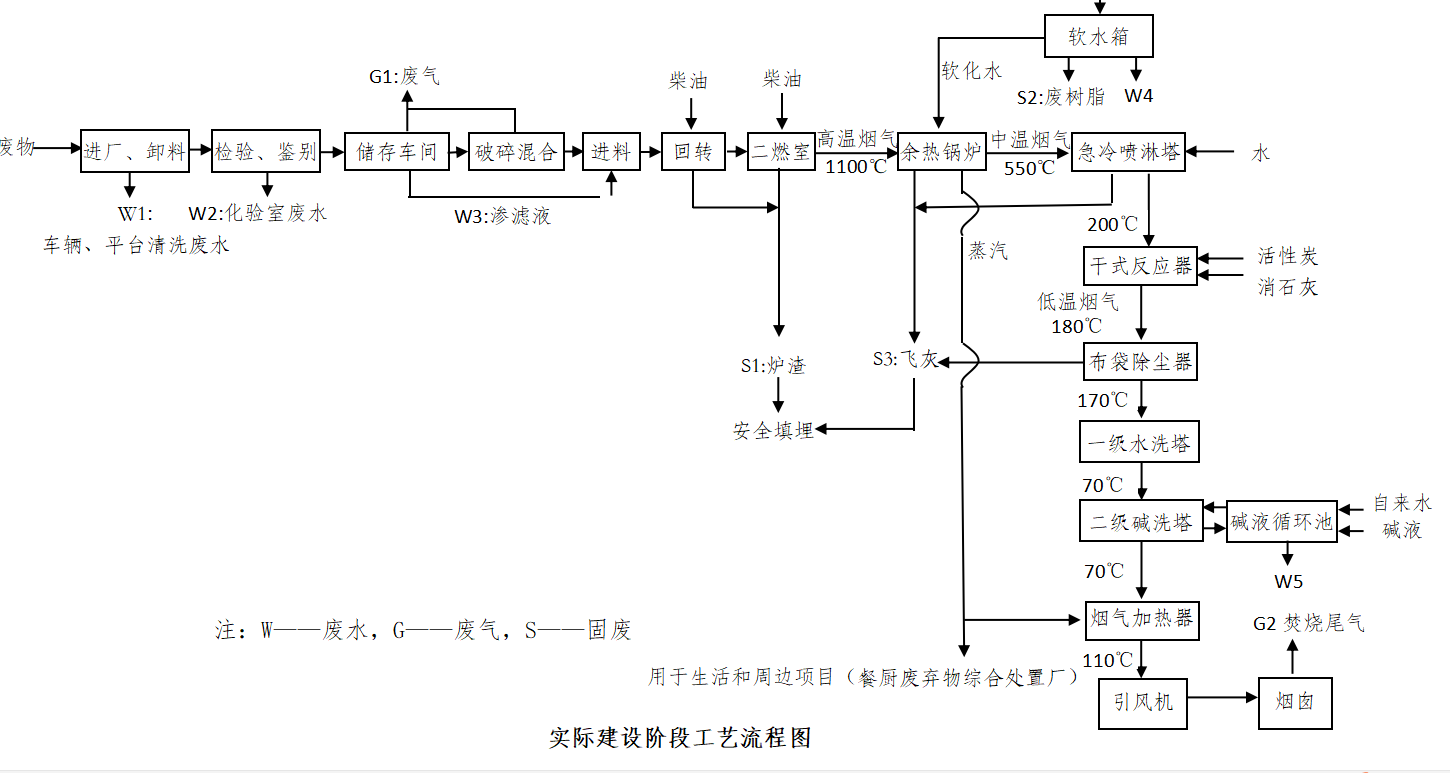 软水箱
软化水
S2:废树脂
W4
G1:废气
柴油
柴油
废物
进厂、卸料
检验、鉴别
储存车间
破碎混合
进料
回转
二燃室
高温烟气
1100℃
余热锅炉
中温烟气
550℃
急冷喷淋塔
水
W1:
车辆、平台清洗废水
W2:化验室废水
W3:渗滤液
200℃
蒸汽
干式反应器
活性炭
消石灰
低温烟气
180℃
S1:炉渣
S3:飞灰
布袋除尘器
170℃
安全填埋
一级水洗塔
70℃
二级碱洗塔
碱液循环池
自来水
碱液
W5
70℃
烟气加热器
G2 焚烧尾气
注：W——废水，G——废气，S——固废
110℃
用于生活和周边项目（餐厨废弃物综合处置厂）
引风机
烟囱
实际建设阶段工艺流程图